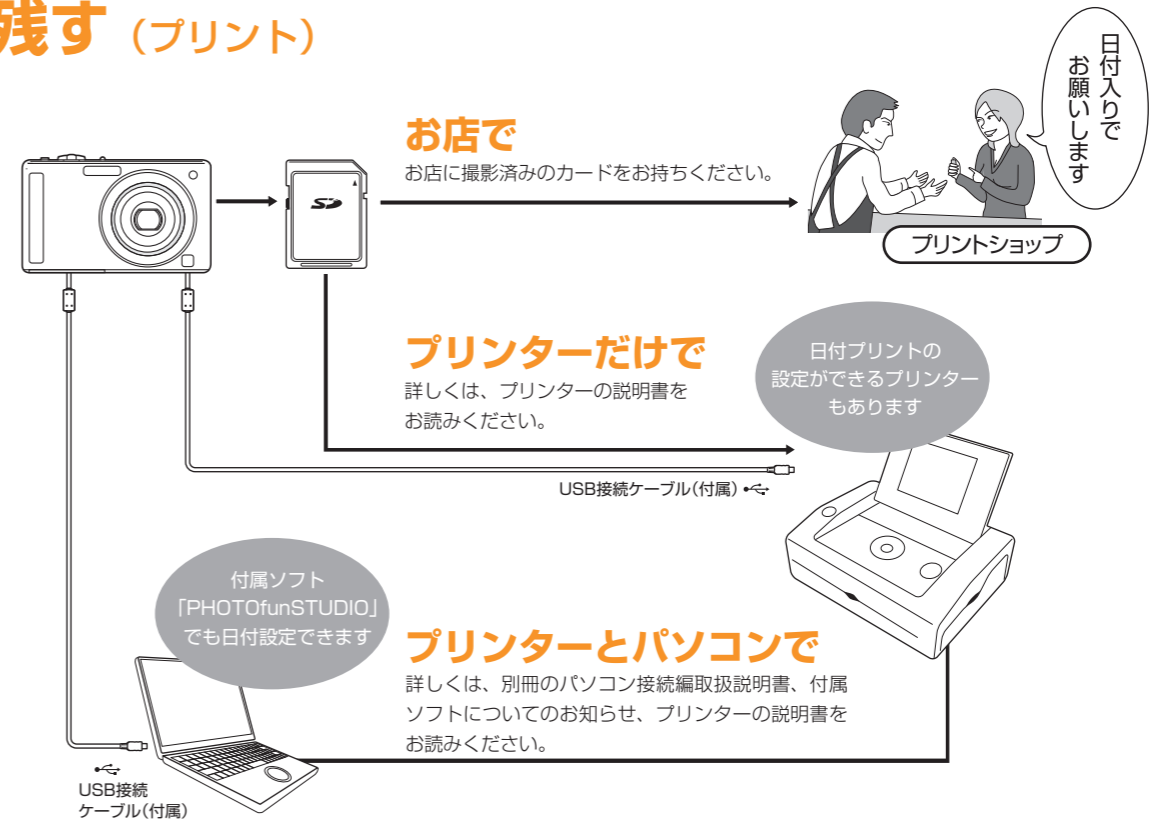 残す（プリント）
お店で
お店に撮影済みのカードをお持ちください。
日付入りで
お願いします
プリントショップ
SD
プリンターだけで
詳しくは、プリンターの説明書を
お読みください。
日付プリントの
設定ができるプリンター
もあります
USB接続ケーブル（付属）
付属ソフト
「PHOTOfunSTUDIO」
でも日付設定できます
プリンターとパソコンで
詳しくは、別冊のパソコン接続編取扱説明書、付属
ソフトについてのお知らせ、プリンターの説明書を
お読みください。
USB接続
ケーブル（付属）